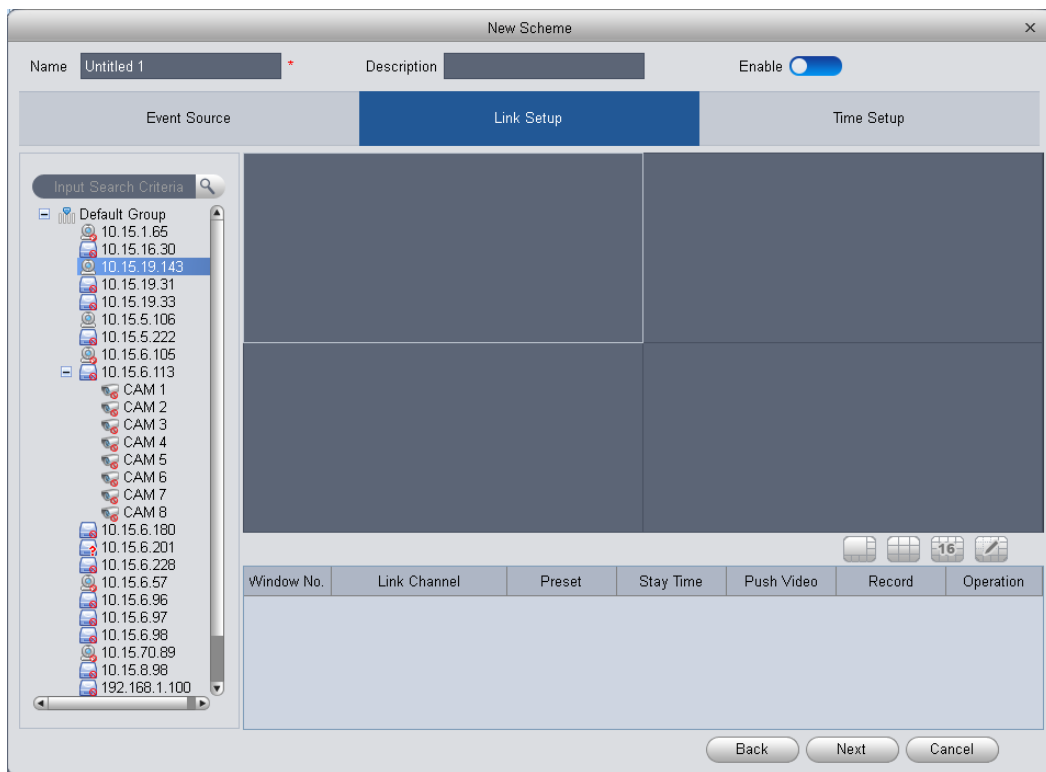 New Scheme
Name Untitled 1 * Description Enable
Event Source Link Setup Time Setup
Input Search Criteria
Default Group
10.15.1.65
10.15.16.30
10.15.19.143
10.15.19.31
10.15.19.33
10.15.5.106
10.15.5.222
10.15.6.105
10.15.6.113
CAM 1
CAM 2
CAM 3
CAM 4
CAM 5
CAM 6
CAM 7
CAM 8
10.15.6.180
10.15.6.201
10.15.6.228
10.15.6.57
10.15.6.96
10.15.6.97
10.15.6.98
10.15.70.89
10.15.8.98
192.168.1.100
16
Window No. Link Channel Preset Stay Time Push Video Record Operation
Back Next Cancel